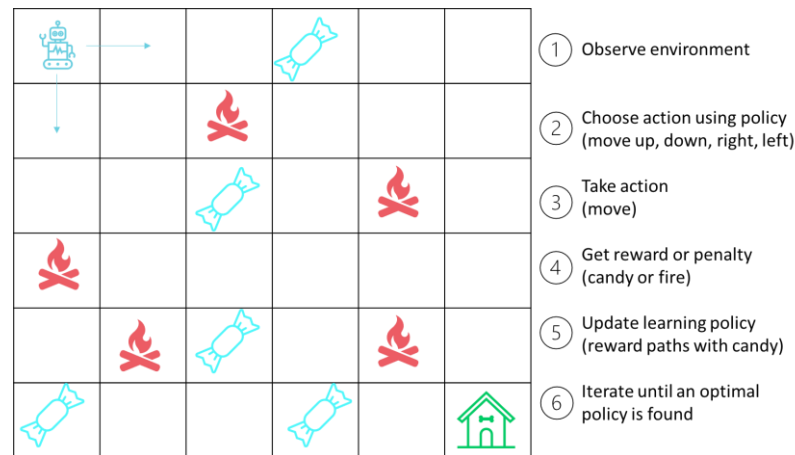 1 Observe environment
2 Choose action using policy
(move up, down, right, left)
3 Take action
(move)
4 Get reward or penalty
(candy or fire)
5 Update learning policy
(reward paths with candy)
6 Iterate until an optimal
policy is found